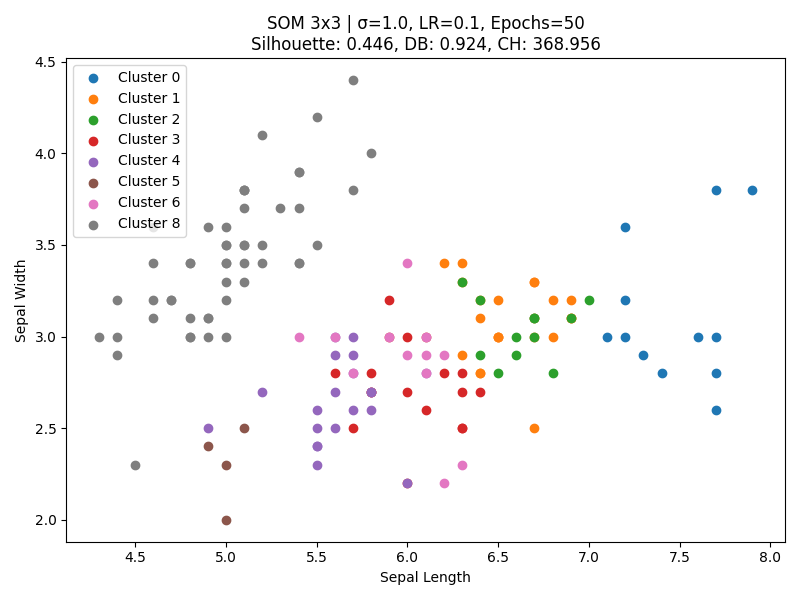 SOM 3x3 | σ=1.0, LR=0.1, Epochs=50
Silhouette: 0.446, DB: 0.924, CH: 368.956
Cluster 0
Cluster 1
Cluster 2
Cluster 3
Cluster 4
Cluster 5
Cluster 6
Cluster 8
4.5
4.0
3.5
3.0
2.5
2.0
Sepal Width
4.5 5.0 5.5 6.0 6.5 7.0 7.5 8.0
Sepal Length